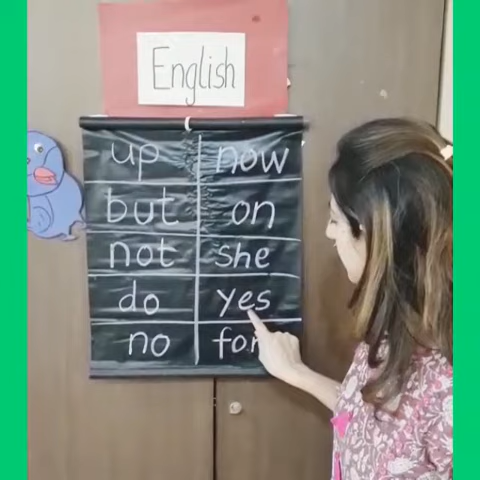 English
up now
but on
not she
do yes
no for